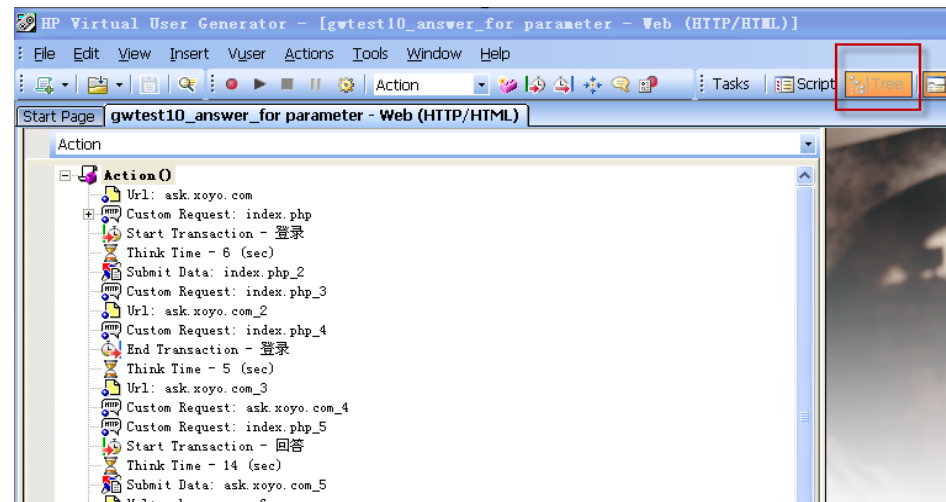 HP Virtual User Generator - [gwtest10_answer_for parameter - Web (HTTP/HTML)]
File Edit View Insert Vuser Actions Tools Window Help
Action Tasks Script Tree
Start Page gwtest10_answer_for parameter - Web (HTTP/HTML)
Action
Action()
Url: ask.xoyo.com
Custom Request: index.php
Start Transaction - 登录
Think Time - 6 (sec)
Submit Data: index.php_2
Custom Request: index.php_3
Url: ask.xoyo.com_2
Custom Request: index.php_4
End Transaction - 登录
Think Time - 5 (sec)
Url: ask.xoyo.com_3
Custom Request: ask.xoyo.com_4
Custom Request: index.php_5
Start Transaction - 回答
Think Time - 14 (sec)
Submit Data: ask.xoyo.com_5